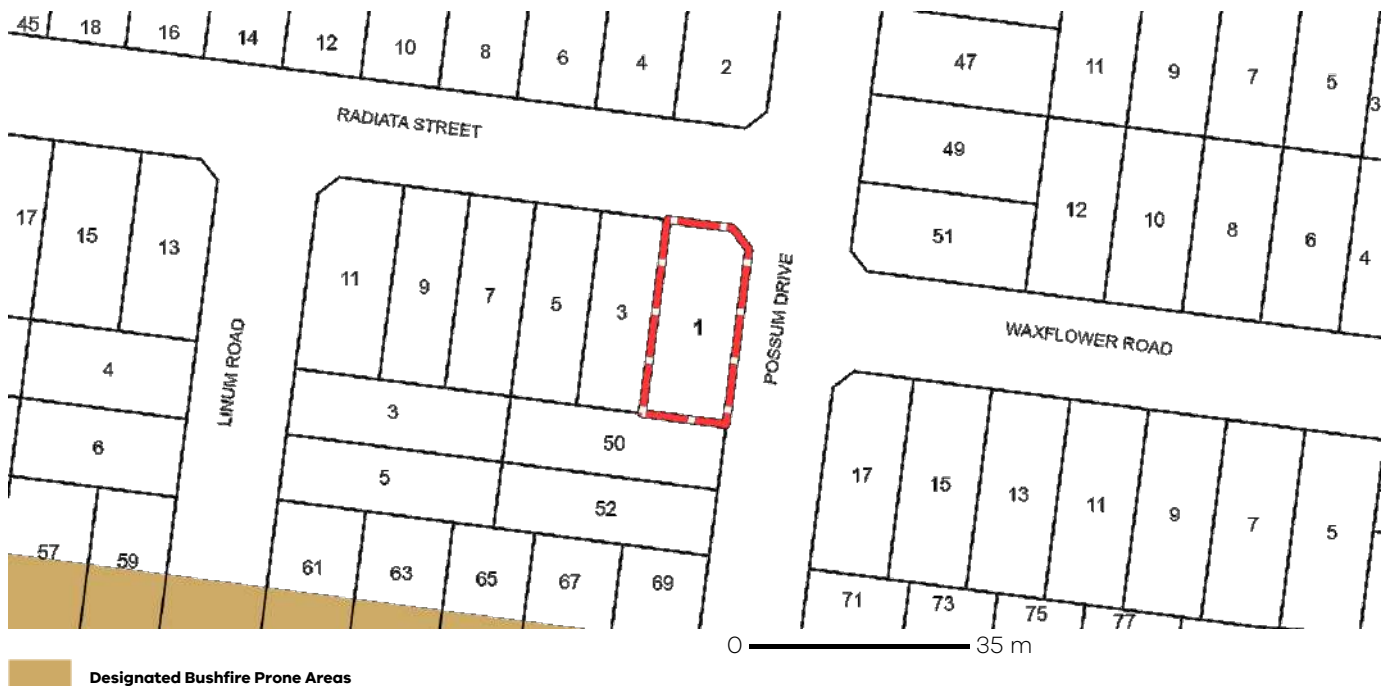 45 18 16 14 12 10 8 6 4 2
47 11 9 7 5 3
RADIATA STREET
49
17 15 13
12 10 8 6 4
51
11 9 7 5 3 1
POSSUM DRIVE
WAXFLOWER ROAD
LINUM ROAD
4
3
50
6
5
52
17 15 13 11 9 7 5
57 59
61 63 65 67 69
71 73 75 77
0 35 m
Designated Bushfire Prone Areas